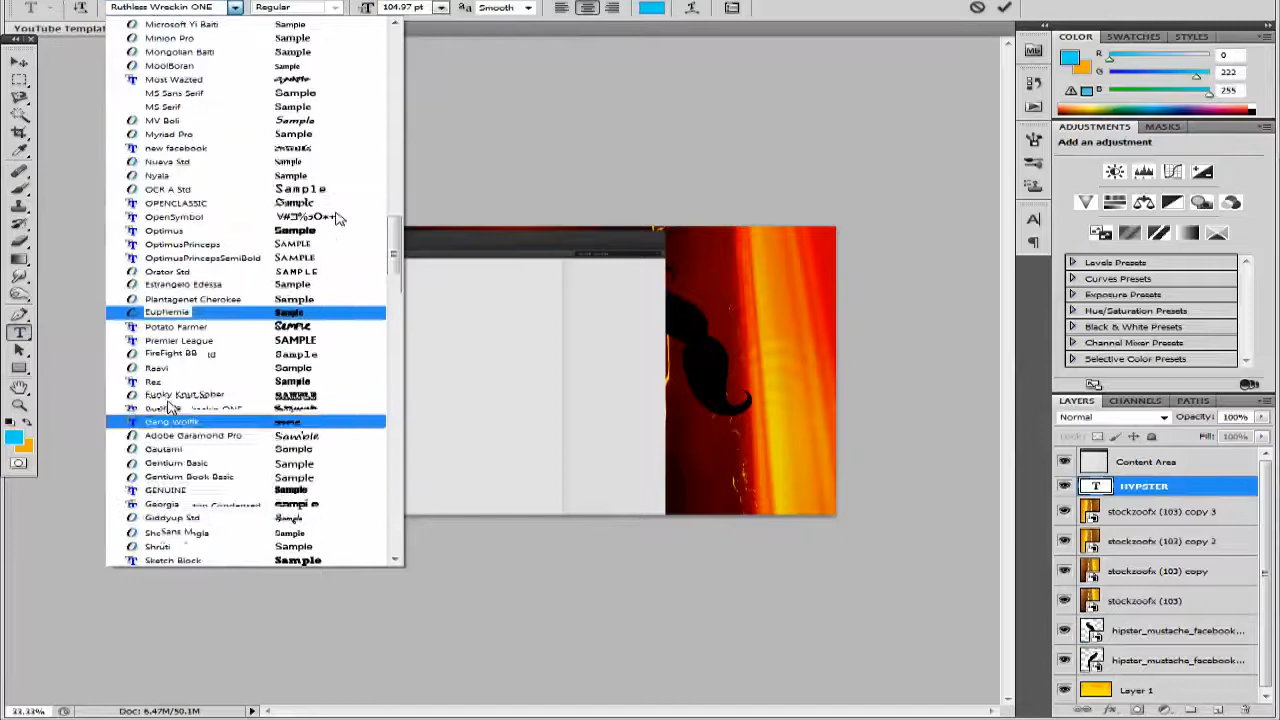 Ruthless Wreckin ONE Regular 104.97 pt aa Smooth
YouTube Templat
Microsoft Yi Baiti Sample
Minion Pro Sample
Mongolian Baiti Sample
MoolBoran Sample
Most Wazted Sample
MS Sans Serif Sample
MS Serif Sample
MV Boli Sample
Myriad Pro Sample
new facebook
Nueva Std Sample
Nyala Sample
OCR A Std Sample
OPENCLASSIC Sample
OpenSymbol
Optimus Sample
OptimusPrinceps SAMPLE
OptimusPrincepsSemiBold SAMPLE
Orator Std SAMPLE
Estrangelo Edessa Sample
Plantagenet Cherokee Sample
Euphemia Sample
Potato Farmer SAMPLE
Premier League SAMPLE
FireFight BB Sample
Raavi Sample
Rez Sample
Funky Knut Sober SAMPLE
Gang Wolfik
Adobe Garamond Pro Sample
Gautami Sample
Gentium Basic Sample
Gentium Book Basic Sample
GENUINE Sample
Georgia
Giddyup Std Sample
Shruti Sample
Sketch Block Sample
COLOR SWATCHES STYLES
R 0
G 222
B 255
ADJUSTMENTS MASKS
Add an adjustment
Levels Presets
Curves Presets
Exposure Presets
Hue/Saturation Presets
Black & White Presets
Channel Mixer Presets
Selective Color Presets
LAYERS CHANNELS PATHS
Normal Opacity: 100%
Lock: Fill: 100%
Content Area
T HYPSTER
stockzoofx (103) copy 3
stockzoofx (103) copy 2
stockzoofx (103) copy
stockzoofx (103)
hipster_mustache_facebook...
hipster_mustache_facebook...
Layer 1
33.33% Doc: 6.47M/50.1M